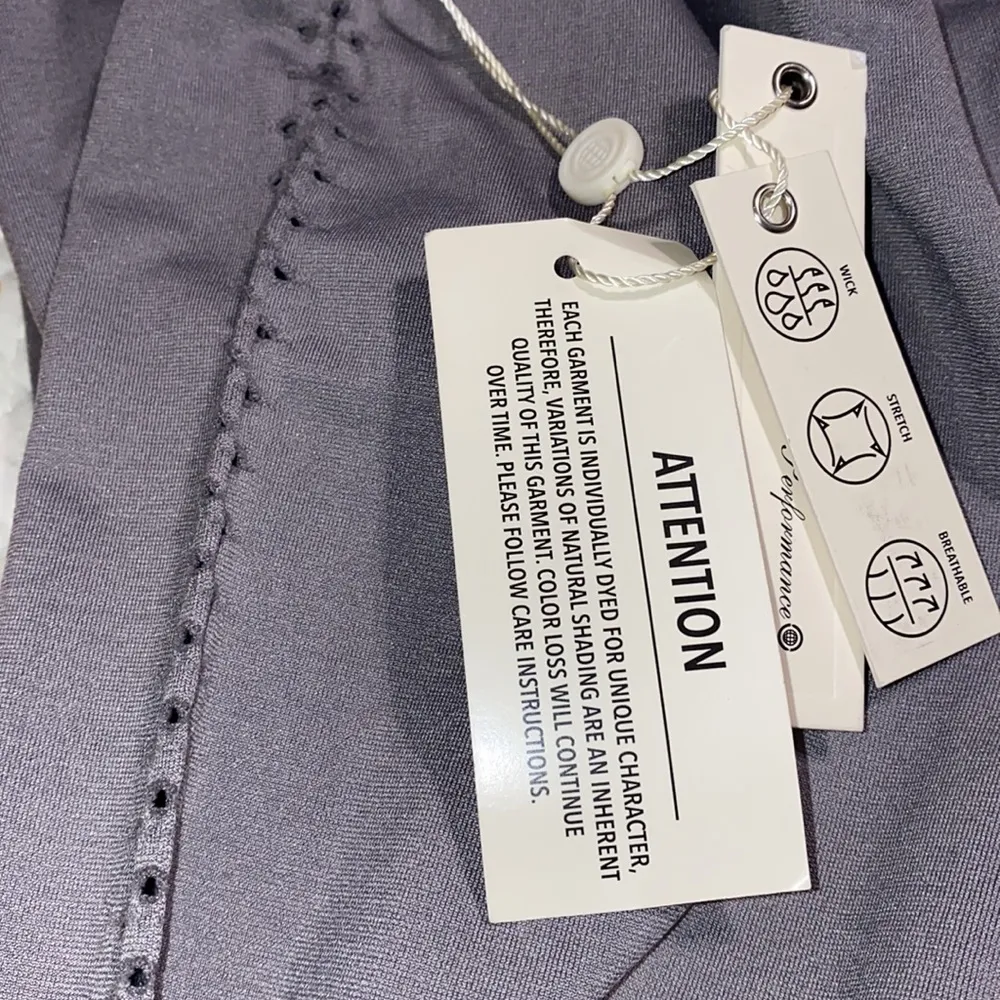 ATTENTION
EACH GARMENT IS INDIVIDUALLY DYED FOR UNIQUE CHARACTER,
THEREFORE, VARIATIONS OF NATURAL SHADING ARE AN INHERENT
QUALITY OF THIS GARMENT. COLOR LOSS WILL CONTINUE
OVER TIME. PLEASE FOLLOW CARE INSTRUCTIONS.
WICK
STRETCH
BREATHABLE
Performance